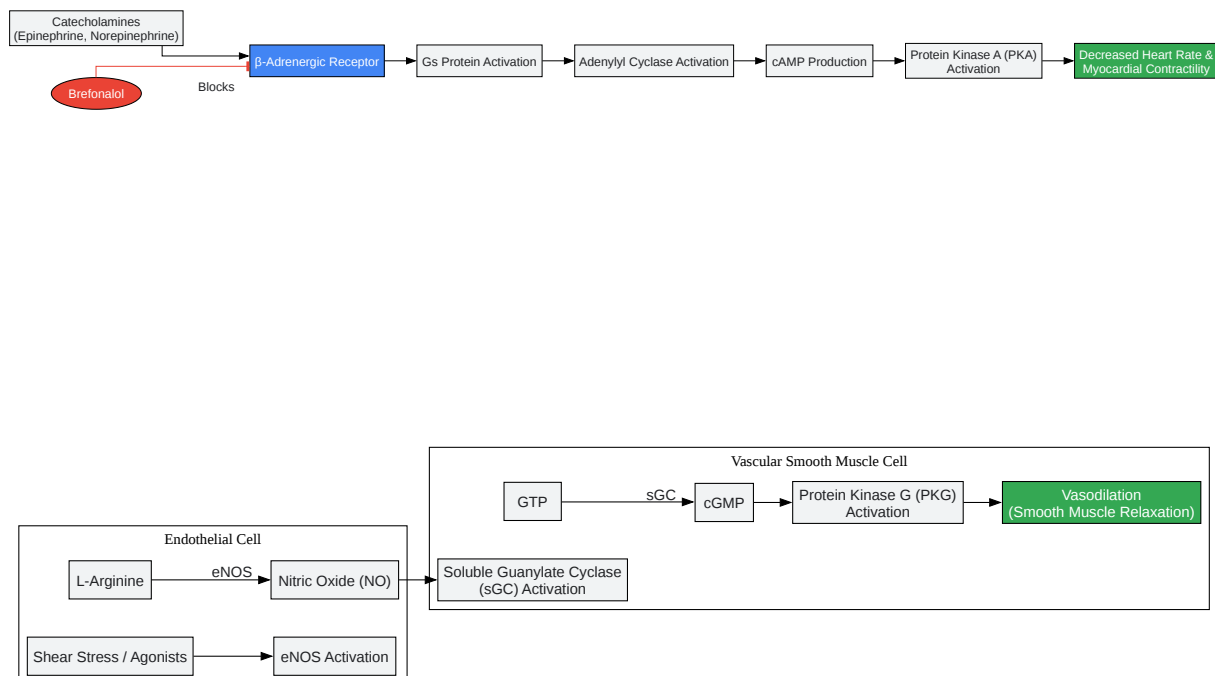 Catecholamines
(Epinephrine, Norepinephrine)
β-Adrenergic Receptor
Gs Protein Activation
Adenylyl Cyclase Activation
cAMP Production
Protein Kinase A (PKA)
Activation
Decreased Heart Rate &
Myocardial Contractility
Brefonalol
Blocks
Vascular Smooth Muscle Cell
GTP
sGC
cGMP
Protein Kinase G (PKG)
Activation
Vasodilation
(Smooth Muscle Relaxation)
Endothelial Cell
L-Arginine
eNOS
Nitric Oxide (NO)
Soluble Guanylate Cyclase
(sGC) Activation
Shear Stress / Agonists
eNOS Activation